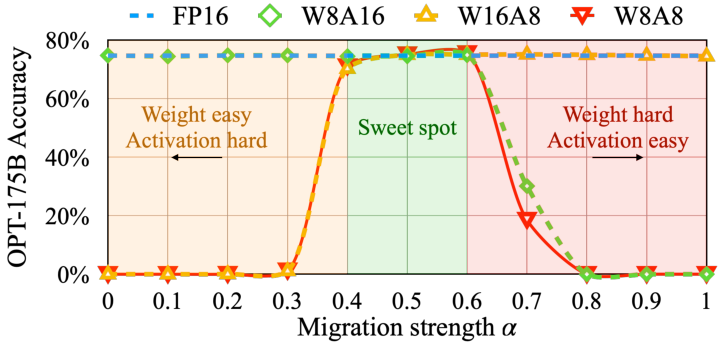 FP16 W8A16 W16A8 W8A8
OPT-175B Accuracy
80%
60%
40%
20%
0%
Weight easy
Activation hard
Sweet spot
Weight hard
Activation easy
0 0.1 0.2 0.3 0.4 0.5 0.6 0.7 0.8 0.9 1
Migration strength α